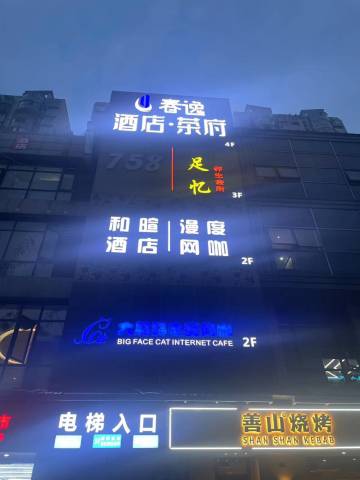 春逸
酒店·茶府
4F
758
足
忆
3F
和暄
酒店
漫度
网咖
2F
BIG FACE CAT INTERNET CAFE
2F
市
电梯入口
善山烧烤
SHAN SHAN KEBAB